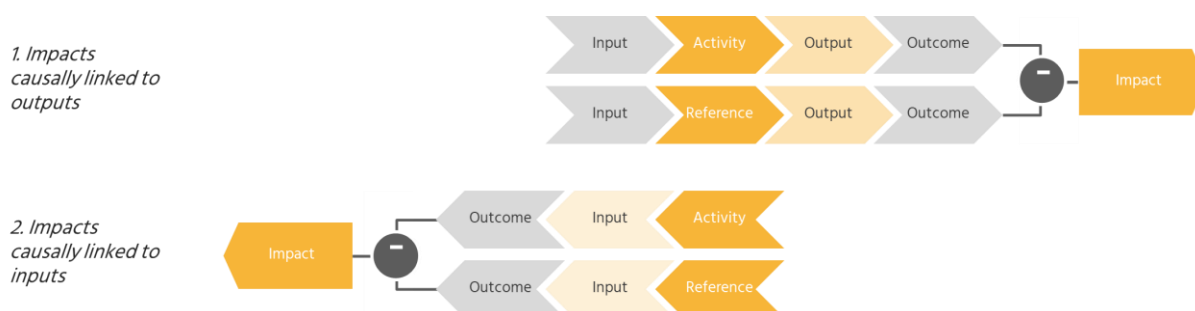 1. Impacts
causally linked to
outputs
Input
Activity
Output
Outcome
-
Impact
Input
Reference
Output
Outcome
2. Impacts
causally linked to
inputs
Impact
-
Outcome
Input
Activity
Outcome
Input
Reference